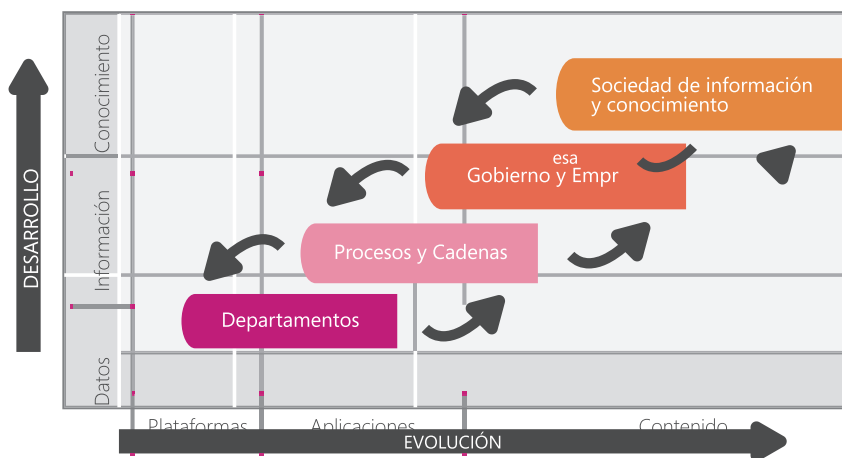 Conocimiento
Sociedad de información
y conocimiento
esa
Gobierno y Empr
DESARROLLO
Información
Procesos y Cadenas
Departamentos
Datos
Plataformas
Aplicaciones
Contenido
EVOLUCIÓN